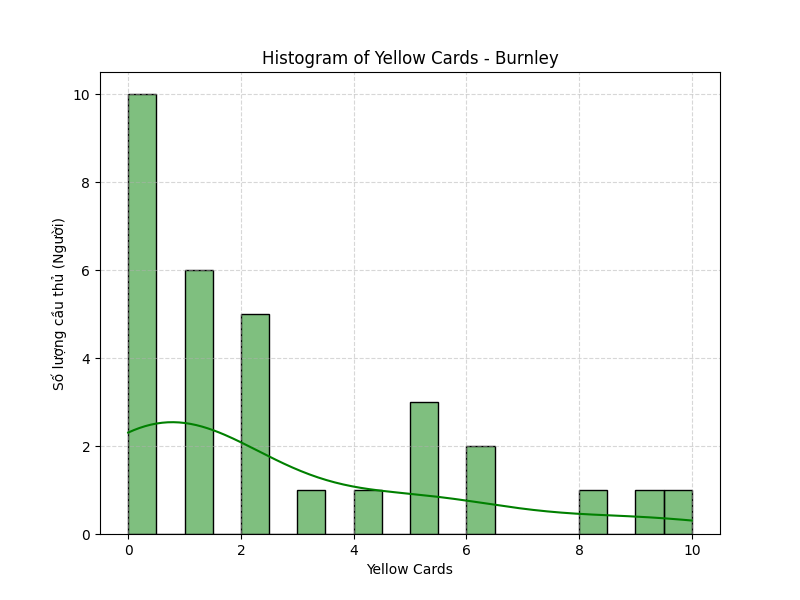 Histogram of Yellow Cards - Burnley
Số lượng cầu thủ (Người)
10
8
6
4
2
0
0 2 4 6 8 10
Yellow Cards